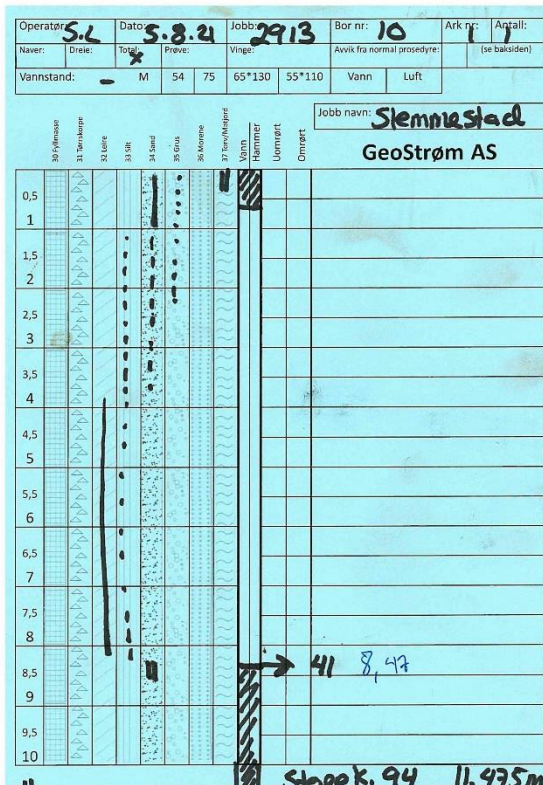 Operatør: S.L Dato: 5.8.21 Jobb: 2913 Bor nr: 10 Ark nr: 1 Antall: 1
Naver: Dreie: Total: x Prøve: Vinge: Avvik fra normal prosedyre: (se baksiden)
Vannstand: - M 54 75 65*130 55*110 Vann Luft
Jobb navn: Slemmestad
GeoStrøm AS
30 Fyllmasse
31 Tørrskorpe
32 Leire
33 Silt
34 Sand
35 Grus
36 Morene
37 Torv/Matjord
Vann
Hammer
Uomrørt
Omrørt
0,5
1
1,5
2
2,5
3
3,5
4
4,5
5
5,5
6
6,5
7
7,5
8
41 8,47
8,5
9
9,5
10
Stopp K. 94 11,475m